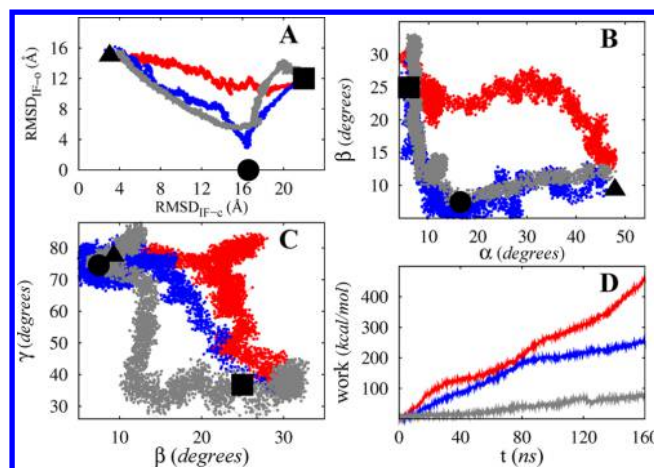 A
RMSD_IF-o (Å)
16
12
8
4
0
0 4 8 12 16 20
RMSD_IF-c (Å)
B
β (degrees)
30
25
20
15
10
10 20 30 40 50
α (degrees)
C
γ (degrees)
80
70
60
50
40
30
10 20 30
β (degrees)
D
work (kcal/mol)
400
300
200
100
0 40 80 120 160
t (ns)